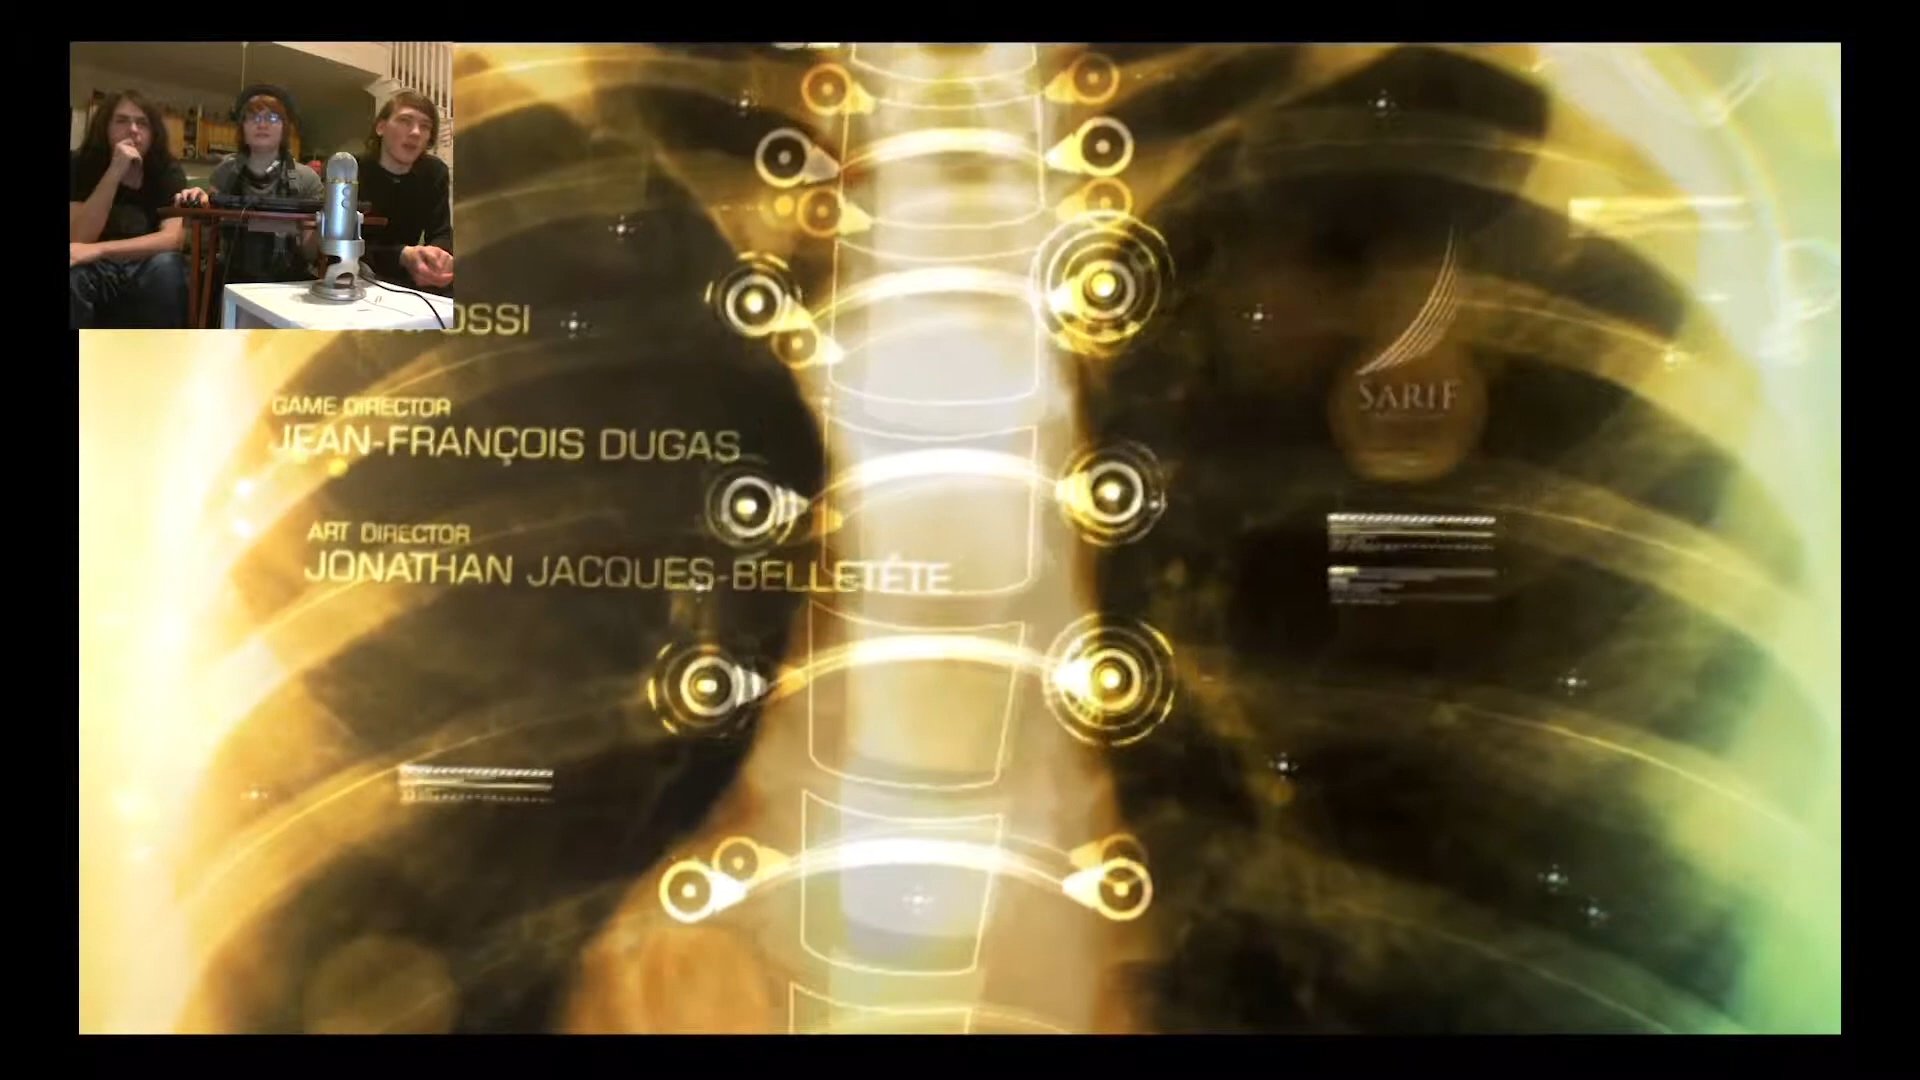 OSSI
GAME DIRECTOR
JEAN-FRANÇOIS DUGAS
ART DIRECTOR
JONATHAN JACQUES-BELLETÊTE
SARIF